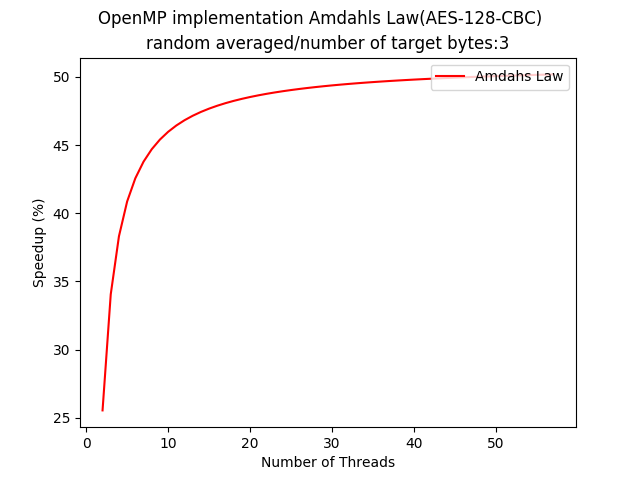 OpenMP implementation Amdahls Law(AES-128-CBC)
random averaged/number of target bytes:3
Amdahs Law
50
45
40
35
30
25
Speedup (%)
0 10 20 30 40 50
Number of Threads